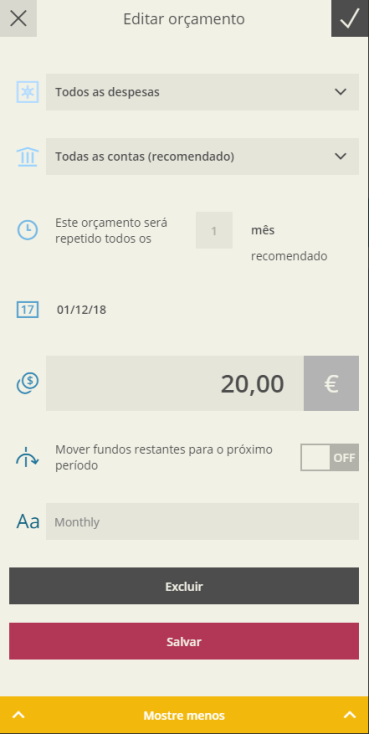 Editar orçamento
Todos as despesas
Todas as contas (recomendado)
Este orçamento será
repetido todos os
1
mês
recomendado
17
01/12/18
$
20,00 €
Mover fundos restantes para o próximo
período
OFF
Aa
Monthly
Excluir
Salvar
Mostre menos